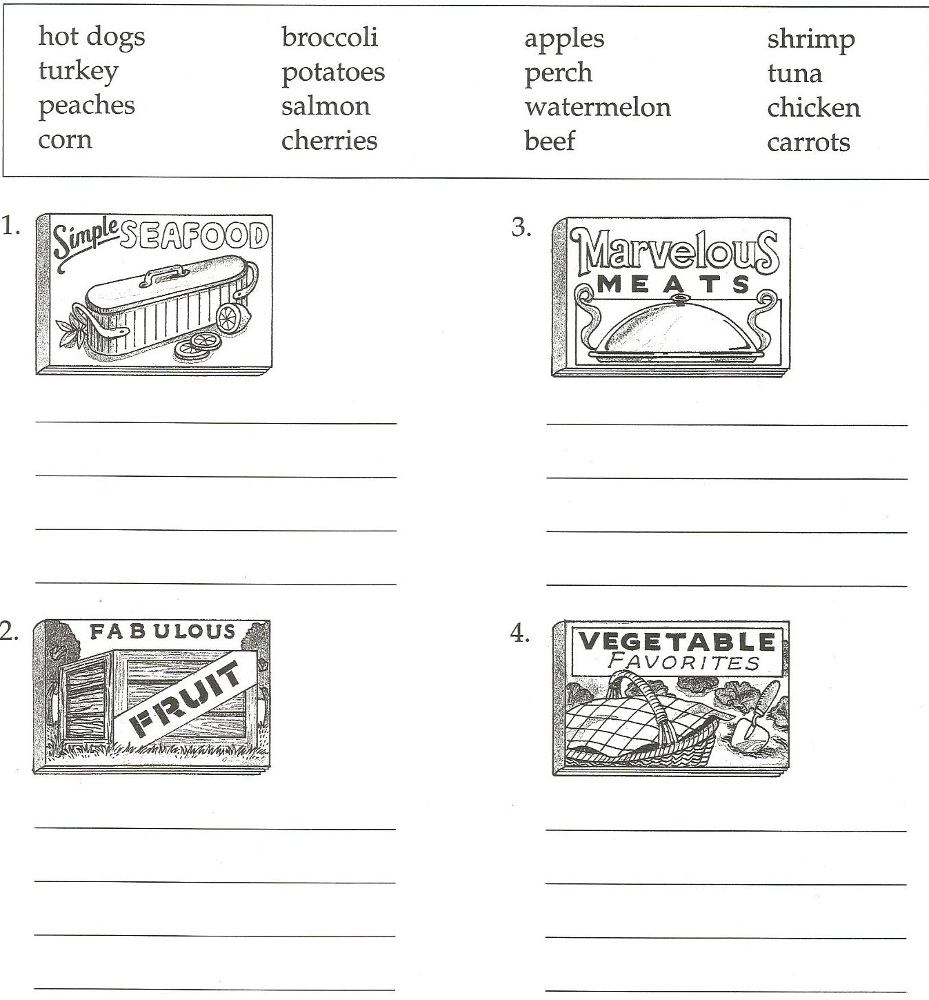 hot dogs broccoli apples shrimp
turkey potatoes perch tuna
peaches salmon watermelon chicken
corn cherries beef carrots
1.
Simple SEAFOOD
3.
Marvelous
MEATS
2.
FABULOUS
FRUIT
4.
VEGETABLE
FAVORITES